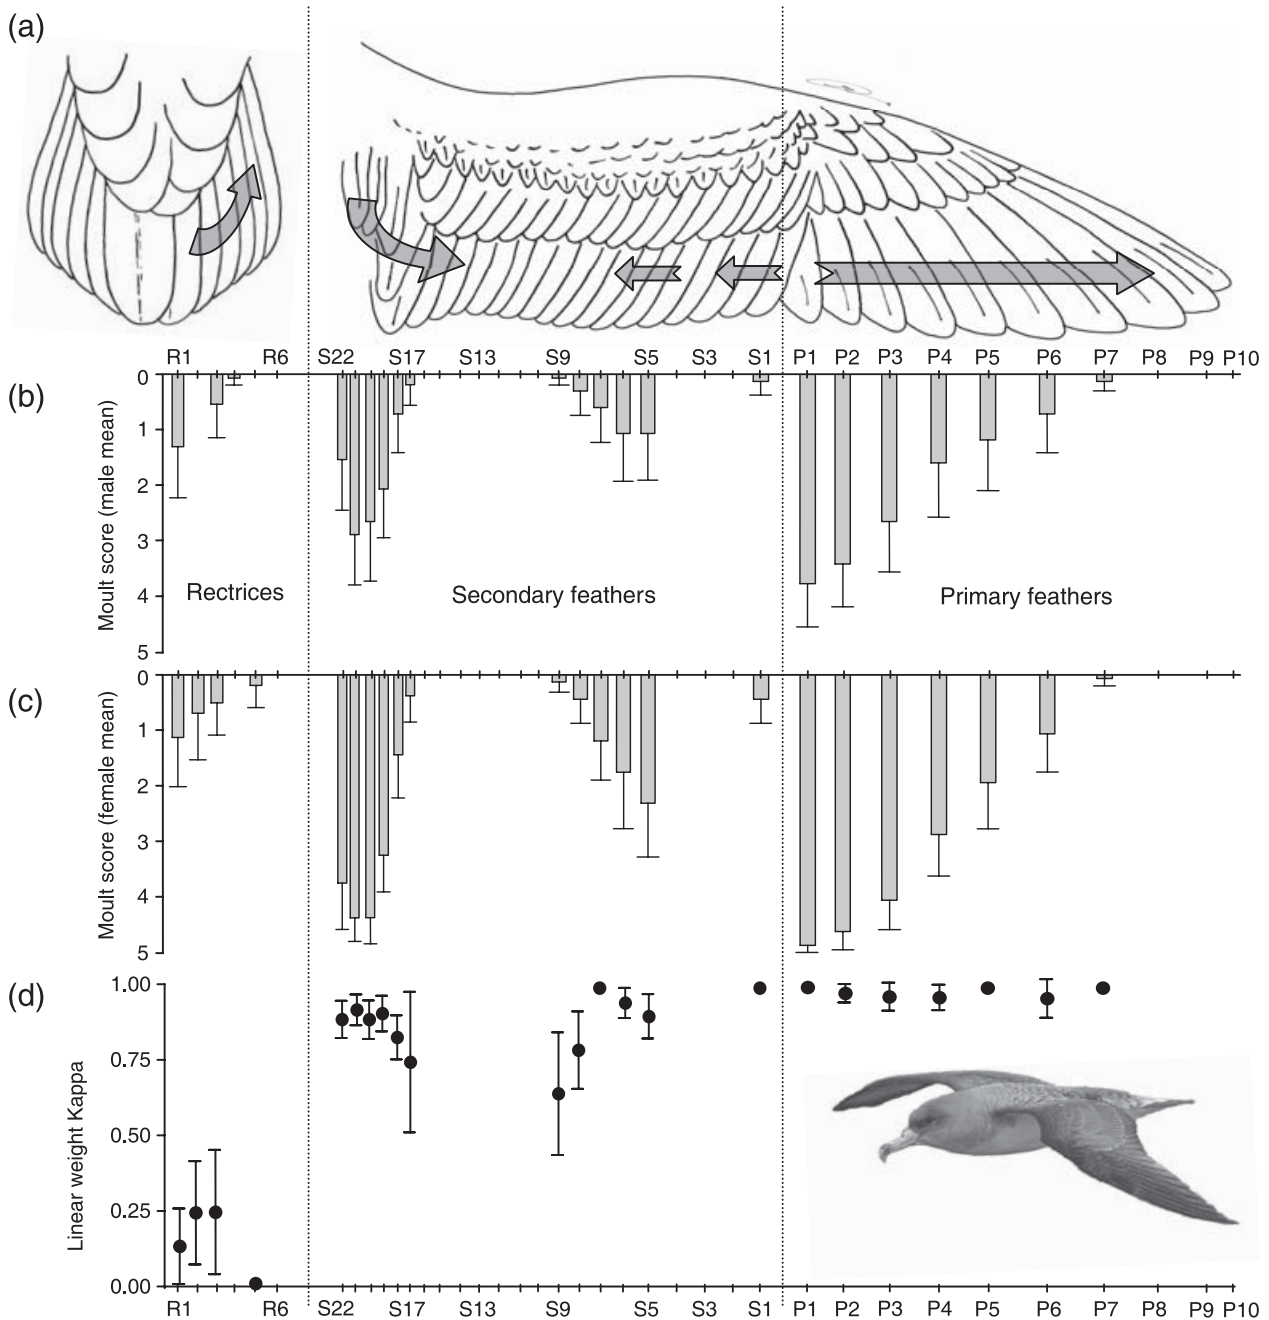 (a)
R1 R6 S22 S17 S13 S9 S5 S3 S1 P1 P2 P3 P4 P5 P6 P7 P8 P9 P10
(b)
Moult score (male mean)
0
1
2
3
4
5
Rectrices Secondary feathers Primary feathers
(c)
Moult score (female mean)
0
1
2
3
4
5
(d)
Linear weight Kappa
1.00
0.75
0.50
0.25
0.00
R1 R6 S22 S17 S13 S9 S5 S3 S1 P1 P2 P3 P4 P5 P6 P7 P8 P9 P10